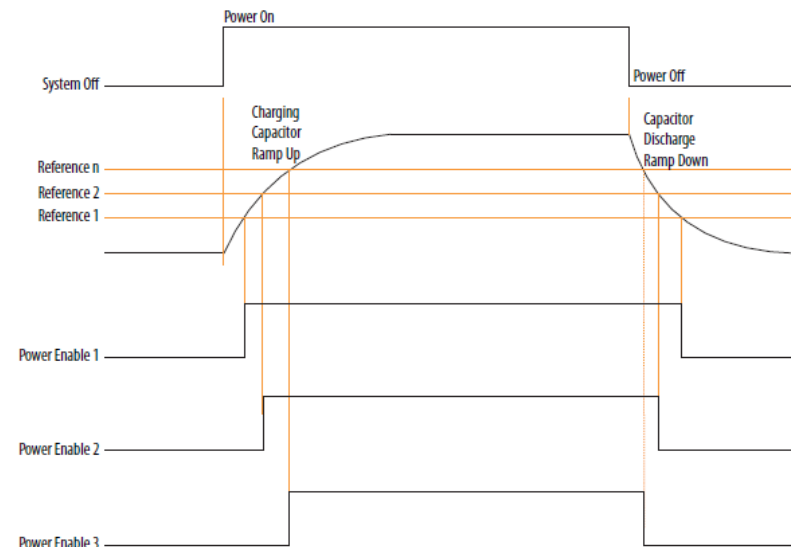 Power On
System Off
Power Off
Charging
Capacitor
Ramp Up
Capacitor
Discharge
Ramp Down
Reference n
Reference 2
Reference 1
Power Enable 1
Power Enable 2
Power Enable 3